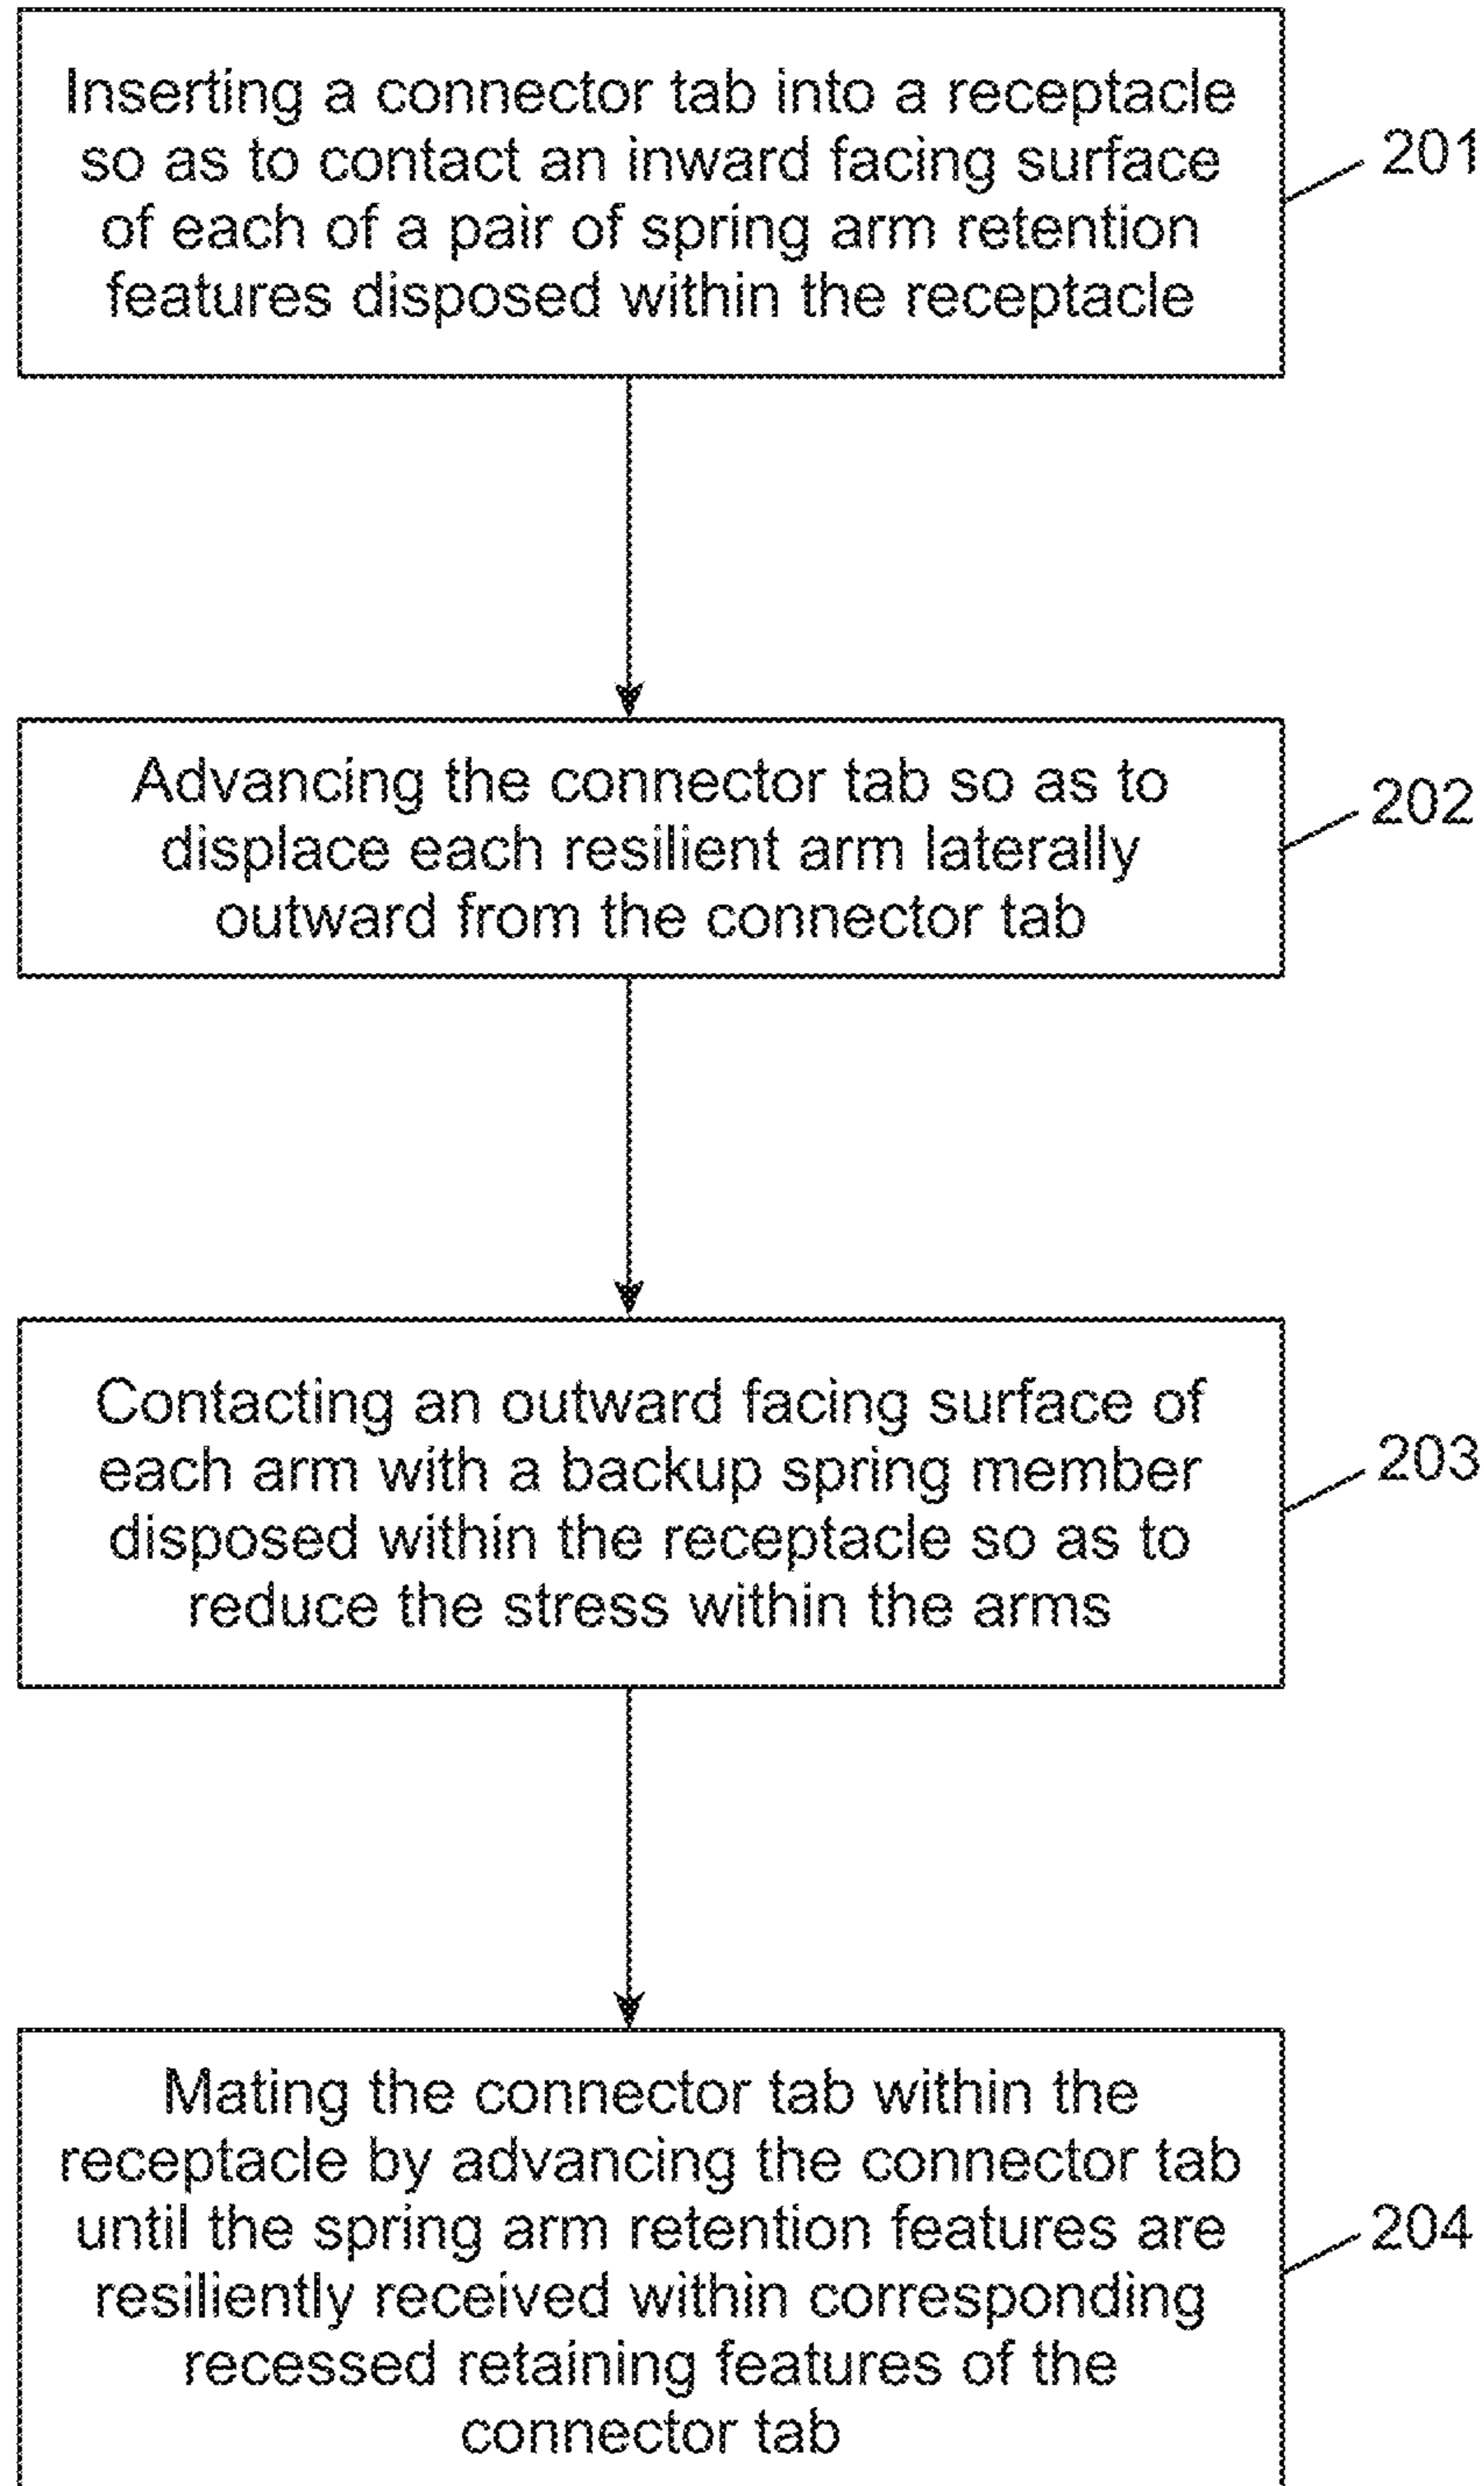 Inserting a connector tab into a receptacle
so as to contact an inward facing surface
of each of a pair of spring arm retention
features disposed within the receptacle
201
Advancing the connector tab so as to
displace each resilient arm laterally
outward from the connector tab
202
Contacting an outward facing surface of
each arm with a backup spring member
disposed within the receptacle so as to
reduce the stress within the arms
203
Mating the connector tab within the
receptacle by advancing the connector tab
until the spring arm retention features are
resiliently received within corresponding
recessed retaining features of the
connector tab
204